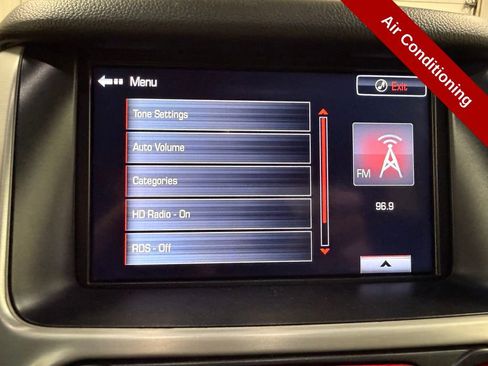 Air Conditioning
Menu
Exit
Tone Settings
Auto Volume
Categories
HD Radio - On
RDS - Off
FM
96.9